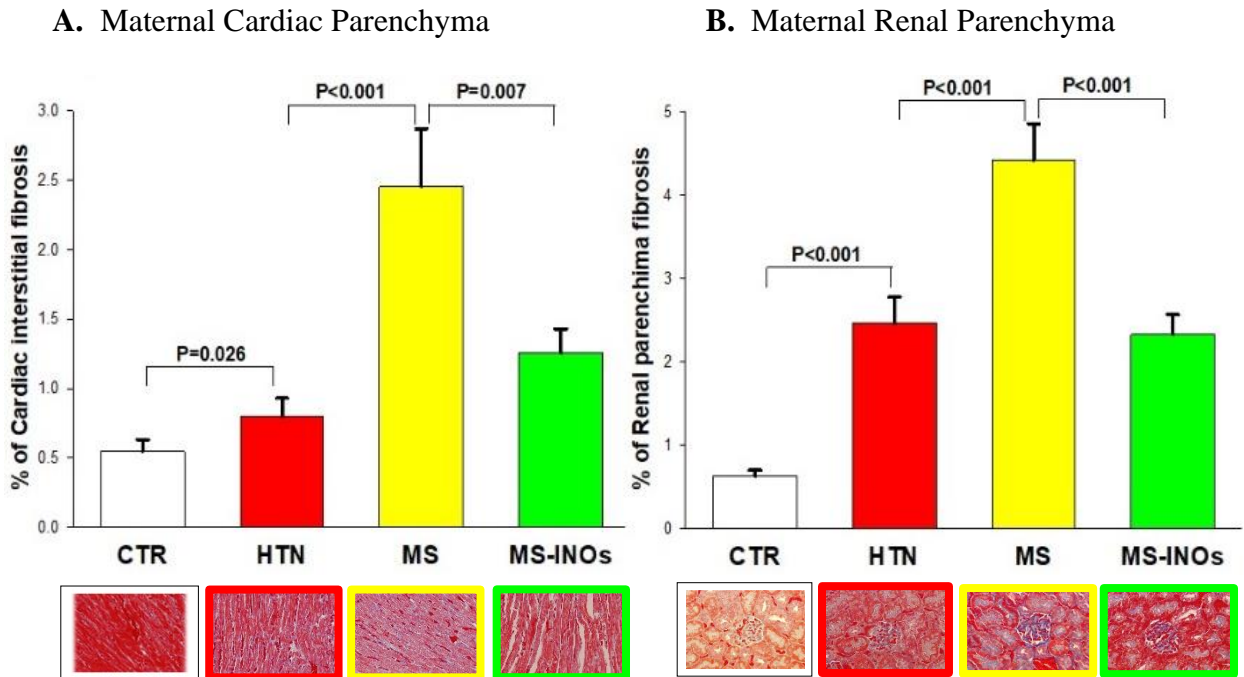 A. Maternal Cardiac Parenchyma
P<0.001
P=0.007
3.0
2.5
2.0
1.5
1.0
0.5
0.0
% of Cardiac interstitial fibrosis
P=0.026
CTR HTN MS MS-INOs
B. Maternal Renal Parenchyma
P<0.001
P<0.001
5
4
3
2
1
0
% of Renal parenchima fibrosis
P<0.001
CTR HTN MS MS-INOs